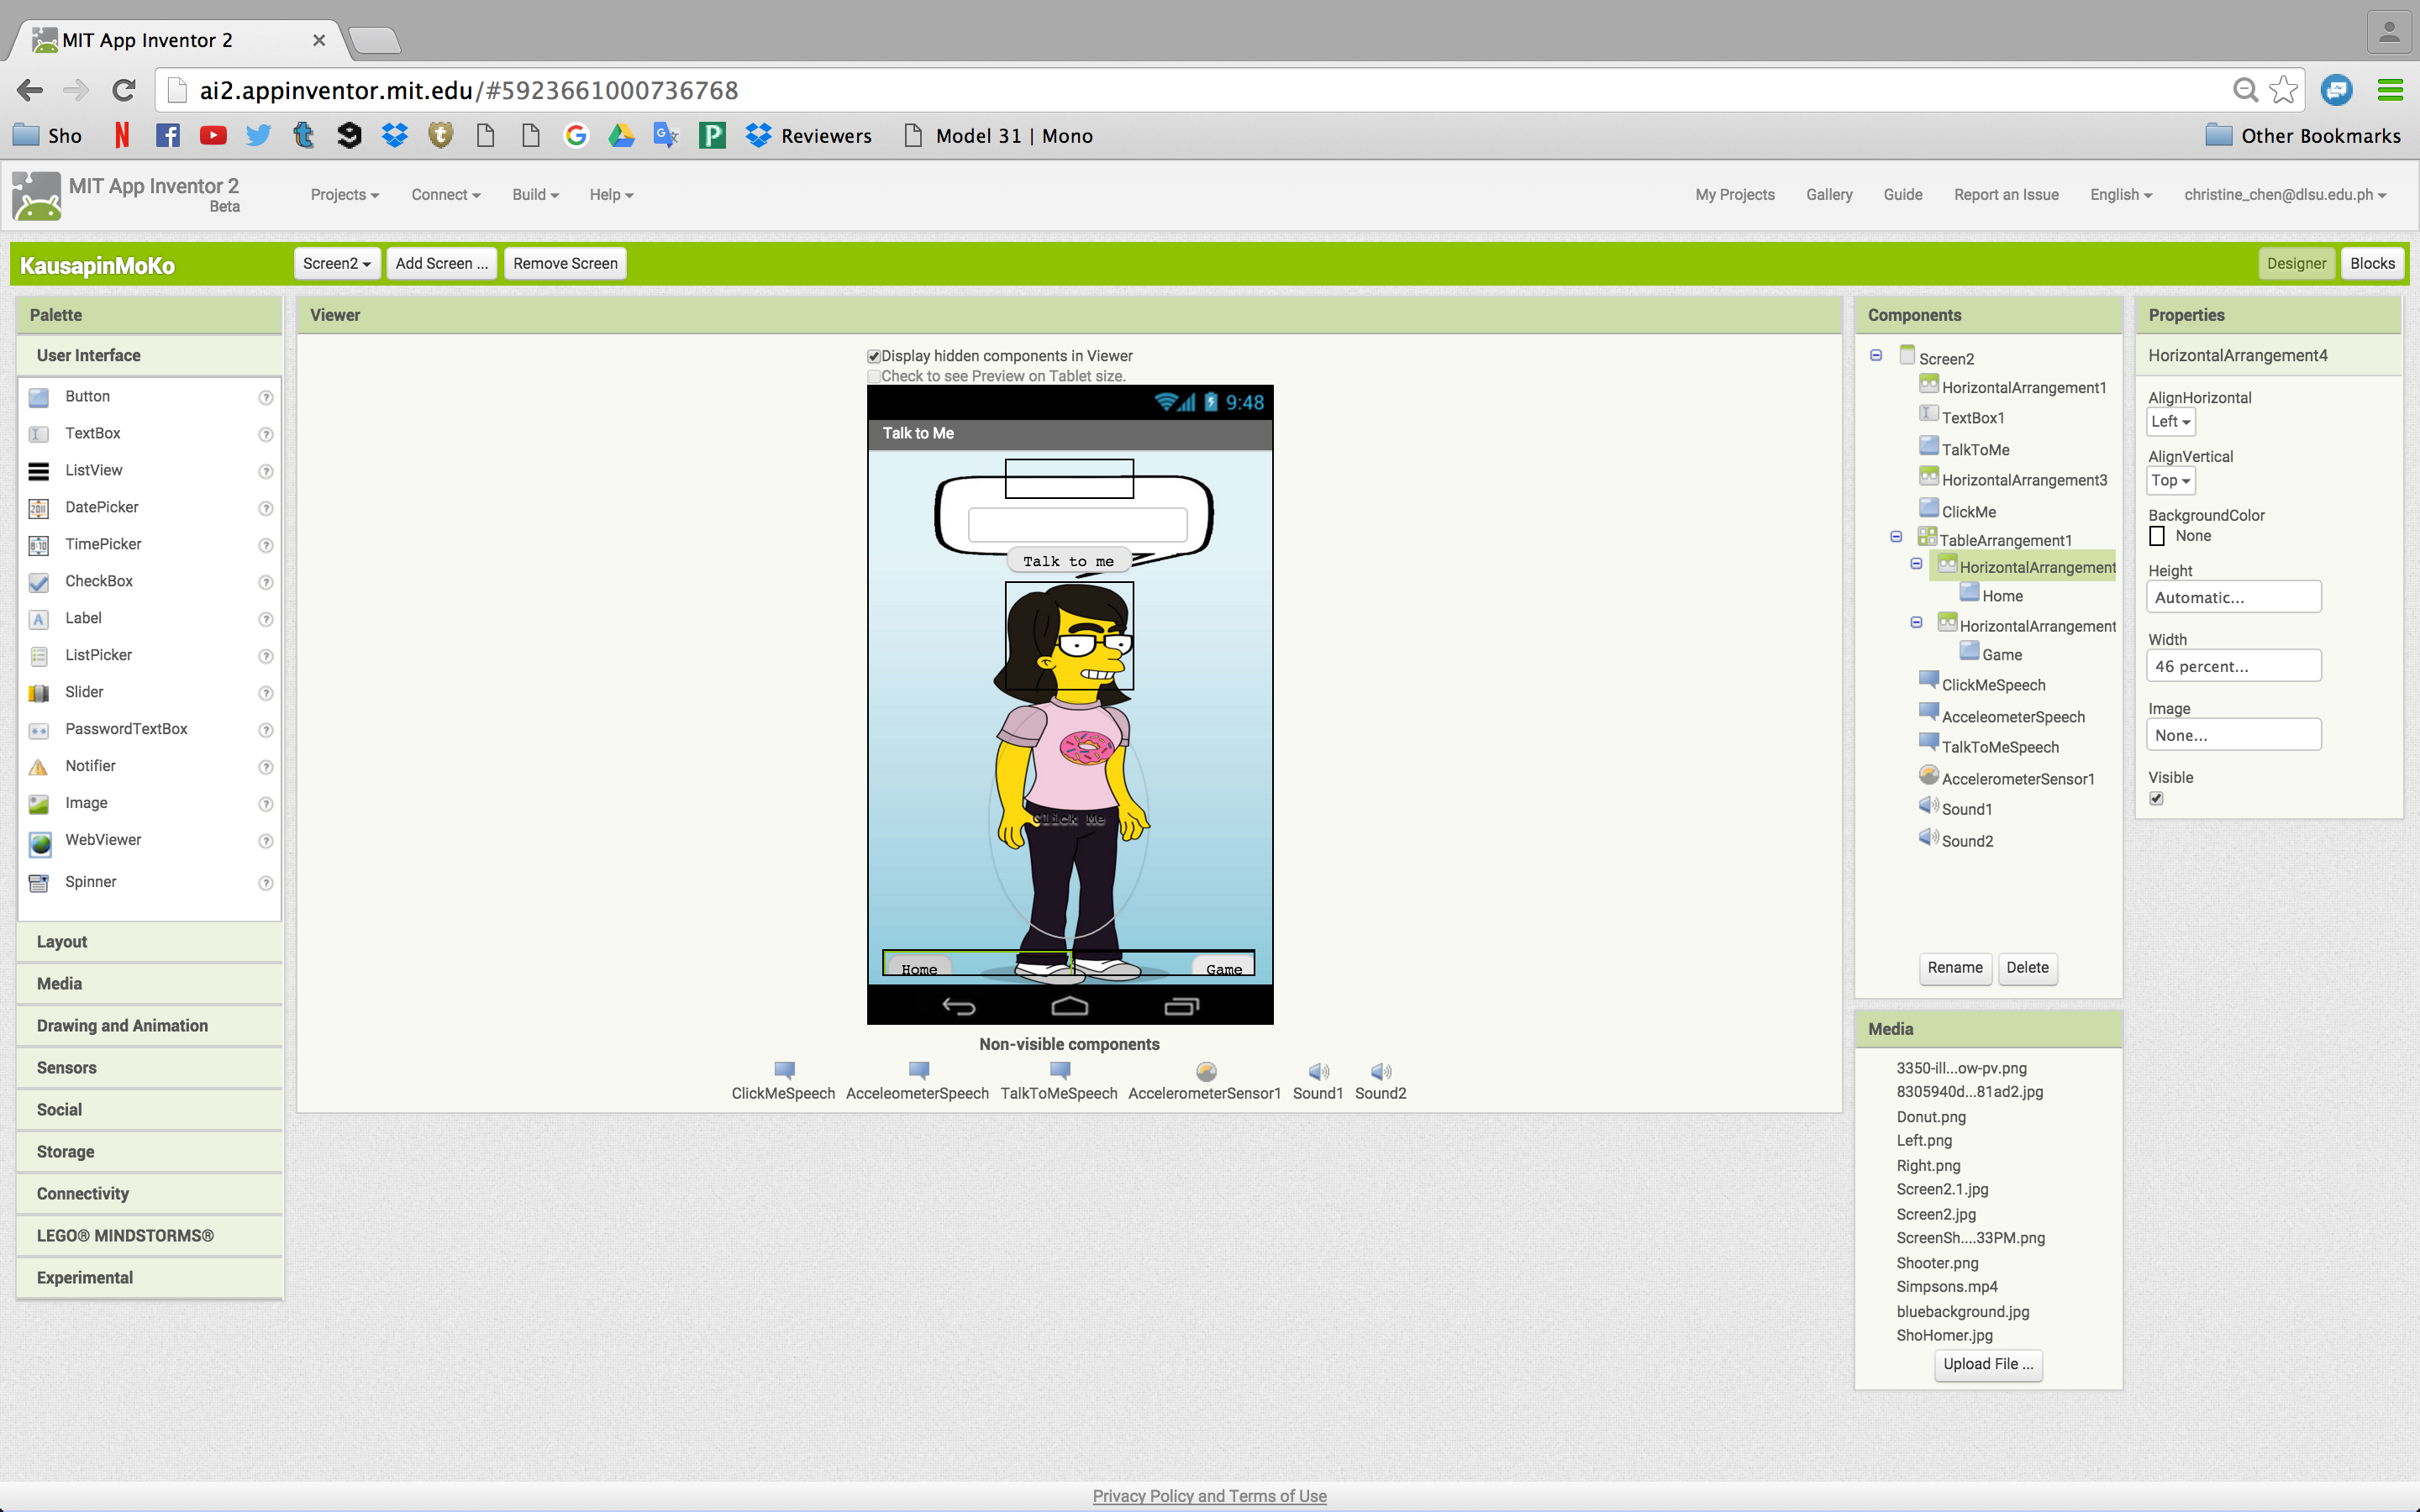 MIT App Inventor 2
ai2.appinventor.mit.edu/#5923661000736768
Sho
Reviewers
Model 31 | Mono
Other Bookmarks
MIT App Inventor 2
Beta
Projects
Connect
Build
Help
My Projects
Gallery
Guide
Report an Issue
English
christine_chen@dlsu.edu.ph
KausapinMoKo
Screen2
Add Screen ...
Remove Screen
Designer
Blocks
Palette
User Interface
Button
TextBox
ListView
DatePicker
TimePicker
CheckBox
Label
ListPicker
Slider
PasswordTextBox
Notifier
Image
WebViewer
Spinner
Layout
Media
Drawing and Animation
Sensors
Social
Storage
Connectivity
LEGO® MINDSTORMS®
Experimental
Viewer
Display hidden components in Viewer
Check to see Preview on Tablet size.
9:48
Talk to Me
Talk to me
Click Me
Home
Game
Non-visible components
ClickMeSpeech
AcceleometerSpeech
TalkToMeSpeech
AccelerometerSensor1
Sound1
Sound2
Components
Screen2
HorizontalArrangement1
TextBox1
TalkToMe
HorizontalArrangement3
ClickMe
TableArrangement1
HorizontalArrangement
Home
HorizontalArrangement
Game
ClickMeSpeech
AcceleometerSpeech
TalkToMeSpeech
AccelerometerSensor1
Sound1
Sound2
Rename
Delete
Media
3350-ill...ow-pv.png
8305940d...81ad2.jpg
Donut.png
Left.png
Right.png
Screen2.1.jpg
Screen2.jpg
ScreenSh....33PM.png
Shooter.png
Simpsons.mp4
bluebackground.jpg
ShoHomer.jpg
Upload File ...
Properties
HorizontalArrangement4
AlignHorizontal
Left
AlignVertical
Top
BackgroundColor
None
Height
Automatic...
Width
46 percent...
Image
None...
Visible
Privacy Policy and Terms of Use